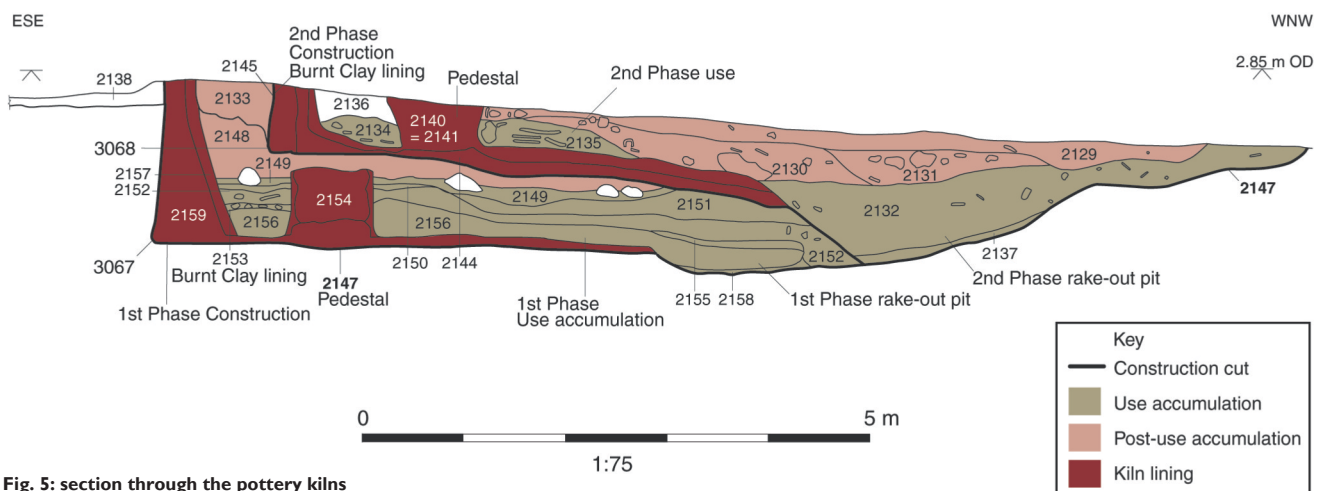 ESE
WNW
2nd Phase
Construction
Burnt Clay lining
2145
2138
Pedestal
2nd Phase use
2.85 m OD
2133
2136
2134
2140
= 2141
2135
2148
3068
2149
2157
2152
2130
2131
2129
2147
2159
2156
2154
2156
2149
2151
2132
2152
3067
2153
Burnt Clay lining
2147
Pedestal
2150
2144
2137
2nd Phase rake-out pit
1st Phase Construction
1st Phase
Use accumulation
2155
2158
1st Phase rake-out pit
Key
Construction cut
Use accumulation
Post-use accumulation
Kiln lining
0
5 m
1:75
Fig. 5: section through the pottery kilns